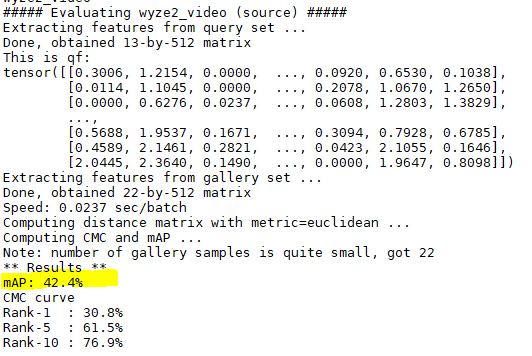 wyze2_video
##### Evaluating wyze2_video (source) #####
Extracting features from query set ...
Done, obtained 13-by-512 matrix
This is qf:
tensor([[0.3006, 1.2154, 0.0000,  ..., 0.0920, 0.6530, 0.1038],
        [0.0114, 1.1045, 0.0000,  ..., 0.2078, 1.0670, 1.2650],
        [0.0000, 0.6276, 0.0237,  ..., 0.0608, 1.2803, 1.3829],
        ...,
        [0.5688, 1.9537, 0.1671,  ..., 0.3094, 0.7928, 0.6785],
        [0.4589, 2.1461, 0.2821,  ..., 0.0423, 2.1055, 0.1646],
        [2.0445, 2.3640, 0.1490,  ..., 0.0000, 1.9647, 0.8098]])
Extracting features from gallery set ...
Done, obtained 22-by-512 matrix
Speed: 0.0237 sec/batch
Computing distance matrix with metric=euclidean ...
Computing CMC and mAP ...
Note: number of gallery samples is quite small, got 22
** Results **
mAP: 42.4%
CMC curve
Rank-1  : 30.8%
Rank-5  : 61.5%
Rank-10 : 76.9%